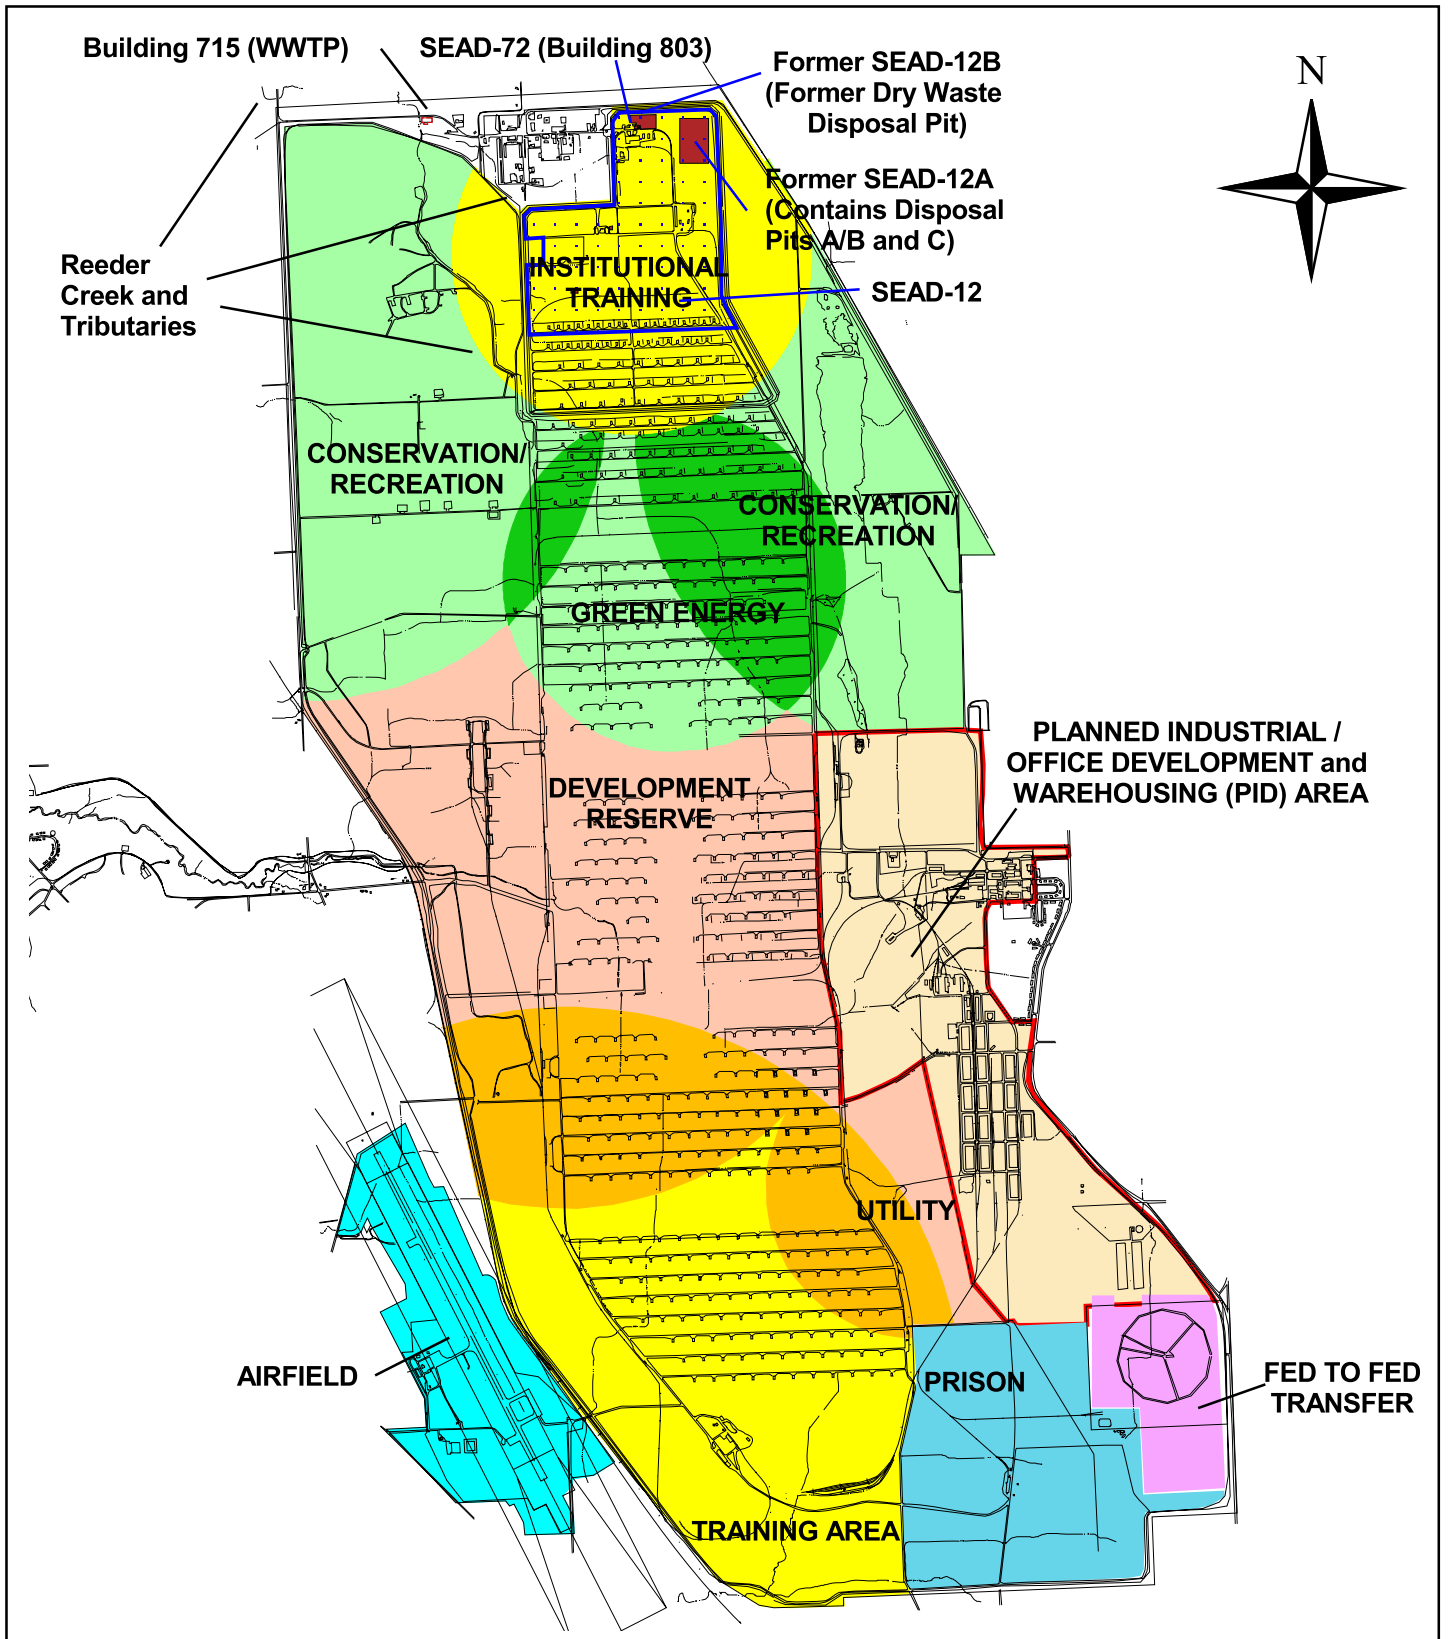 Building 715 (WWTP)
SEAD-72 (Building 803)
Former SEAD-12B
(Former Dry Waste
Disposal Pit)
N
Former SEAD-12A
(Contains Disposal
Pits A/B and C)
Reeder
Creek and
Tributaries
INSTITUTIONAL
TRAINING
SEAD-12
CONSERVATION/
RECREATION
CONSERVATION/
RECREATION
GREEN ENERGY
PLANNED INDUSTRIAL /
OFFICE DEVELOPMENT and
WAREHOUSING (PID) AREA
DEVELOPMENT
RESERVE
UTILITY
AIRFIELD
PRISON
FED TO FED
TRANSFER
TRAINING AREA